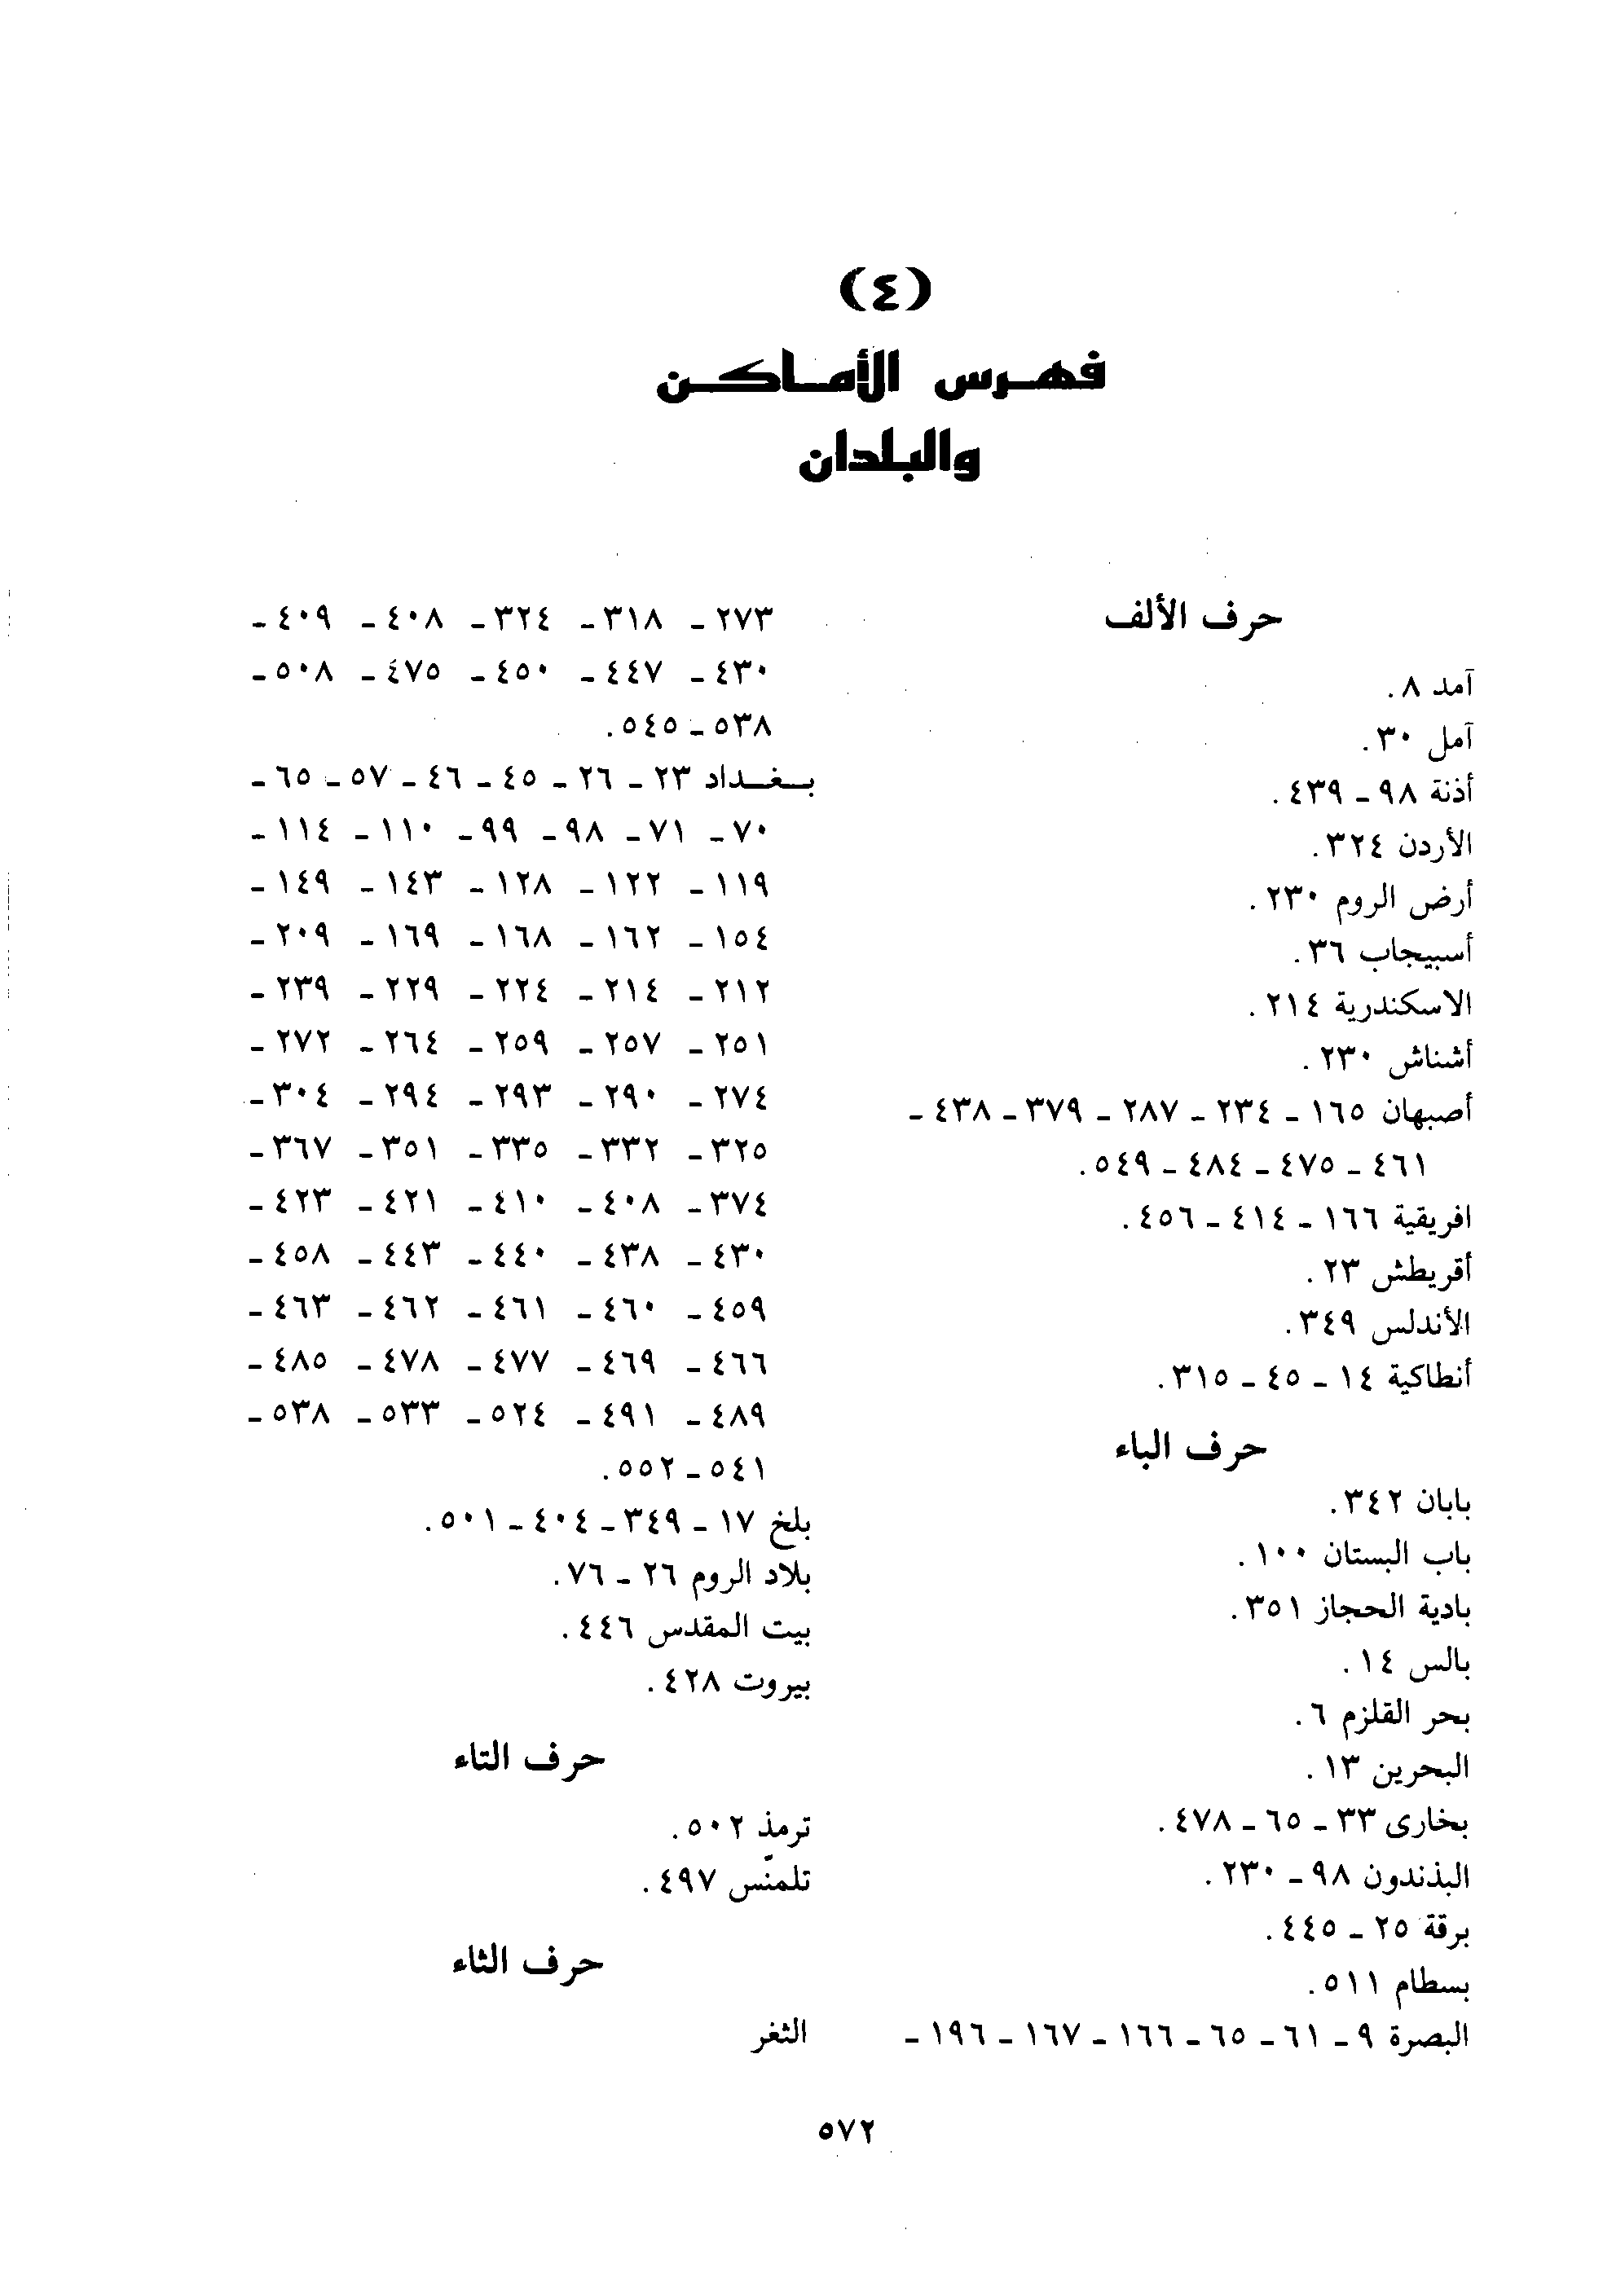 (٤)
فهرس الأماكن
والبلدان
حرف الألف
آمد ٨.
آمل ٣٠.
أذنة ٩٨ - ٤٣٩.
الأردن ٣٢٤.
أرض الروم ٢٣٠.
أسبيجاب ٣٦.
الاسكندرية ٢١٤.
أشناش ٢٣٠.
أصبهان ١٦٥ - ٢٣٤ - ٢٨٧ - ٣٧٩ - ٤٣٨ -
٤٦١ - ٤٧٥ - ٤٨٤ - ٥٤٩.
افريقية ١٦٦ - ٤١٤ - ٤٥٦.
أقريطش ٢٣.
الأندلس ٣٤٩.
أنطاكية ١٤ - ٤٥ - ٣١٥.
حرف الباء
بابان ٣٤٢.
باب البستان ١٠٠.
بادية الحجاز ٣٥١.
بالس ١٤.
بحر القلزم ٦.
البحرين ١٣.
بخارى ٣٣ - ٦٥ - ٤٧٨.
البذندون ٩٨ - ٢٣٠.
برقة ٢٥ - ٤٤٥.
بسطام ٥١١.
البصرة ٩ - ٦١ - ٦٥ - ١٦٦ - ١٦٧ - ١٩٦ -
٢٧٣ - ٣١٨ - ٣٢٤ - ٤٠٨ - ٤٠٩ -
٤٣٠ - ٤٤٧ - ٤٥٠ - ٤٧٥ - ٥٠٨ -
٥٣٨ - ٥٤٥.
بغداد ٢٣ - ٢٦ - ٤٥ - ٤٦ - ٥٧ - ٦٥ -
٧٠ - ٧١ - ٩٨ - ٩٩ - ١١٠ - ١١٤ -
١١٩ - ١٢٢ - ١٢٨ - ١٤٣ - ١٤٩ -
١٥٤ - ١٦٢ - ١٦٨ - ١٦٩ - ٢٠٩ -
٢١٢ - ٢١٤ - ٢٢٤ - ٢٢٩ - ٢٣٩ -
٢٥١ - ٢٥٧ - ٢٥٩ - ٢٦٤ - ٢٧٢ -
٢٧٤ - ٢٩٠ - ٢٩٣ - ٢٩٤ - ٣٠٤ -
٣٢٥ - ٣٣٢ - ٣٣٥ - ٣٥١ - ٣٦٧ -
٣٧٤ - ٤٠٨ - ٤١٠ - ٤٢١ - ٤٢٣ -
٤٣٠ - ٤٣٨ - ٤٤٠ - ٤٤٣ - ٤٥٨ -
٤٥٩ - ٤٦٠ - ٤٦١ - ٤٦٢ - ٤٦٣ -
٤٦٦ - ٤٦٩ - ٤٧٧ - ٤٧٨ - ٤٨٥ -
٤٨٩ - ٤٩١ - ٥٢٤ - ٥٣٣ - ٥٣٨ -
٥٤١ - ٥٥٢.
بلخ ١٧ - ٣٤٩ - ٤٠٤ - ٥٠١.
بلاد الروم ٢٦ - ٧٦.
بيت المقدس ٤٤٦.
بيروت ٤٢٨.
حرف التاء
ترمذ ٥٠٢.
تلمنّس ٤٩٧.
حرف الثاء
الثغر
٥٧٢